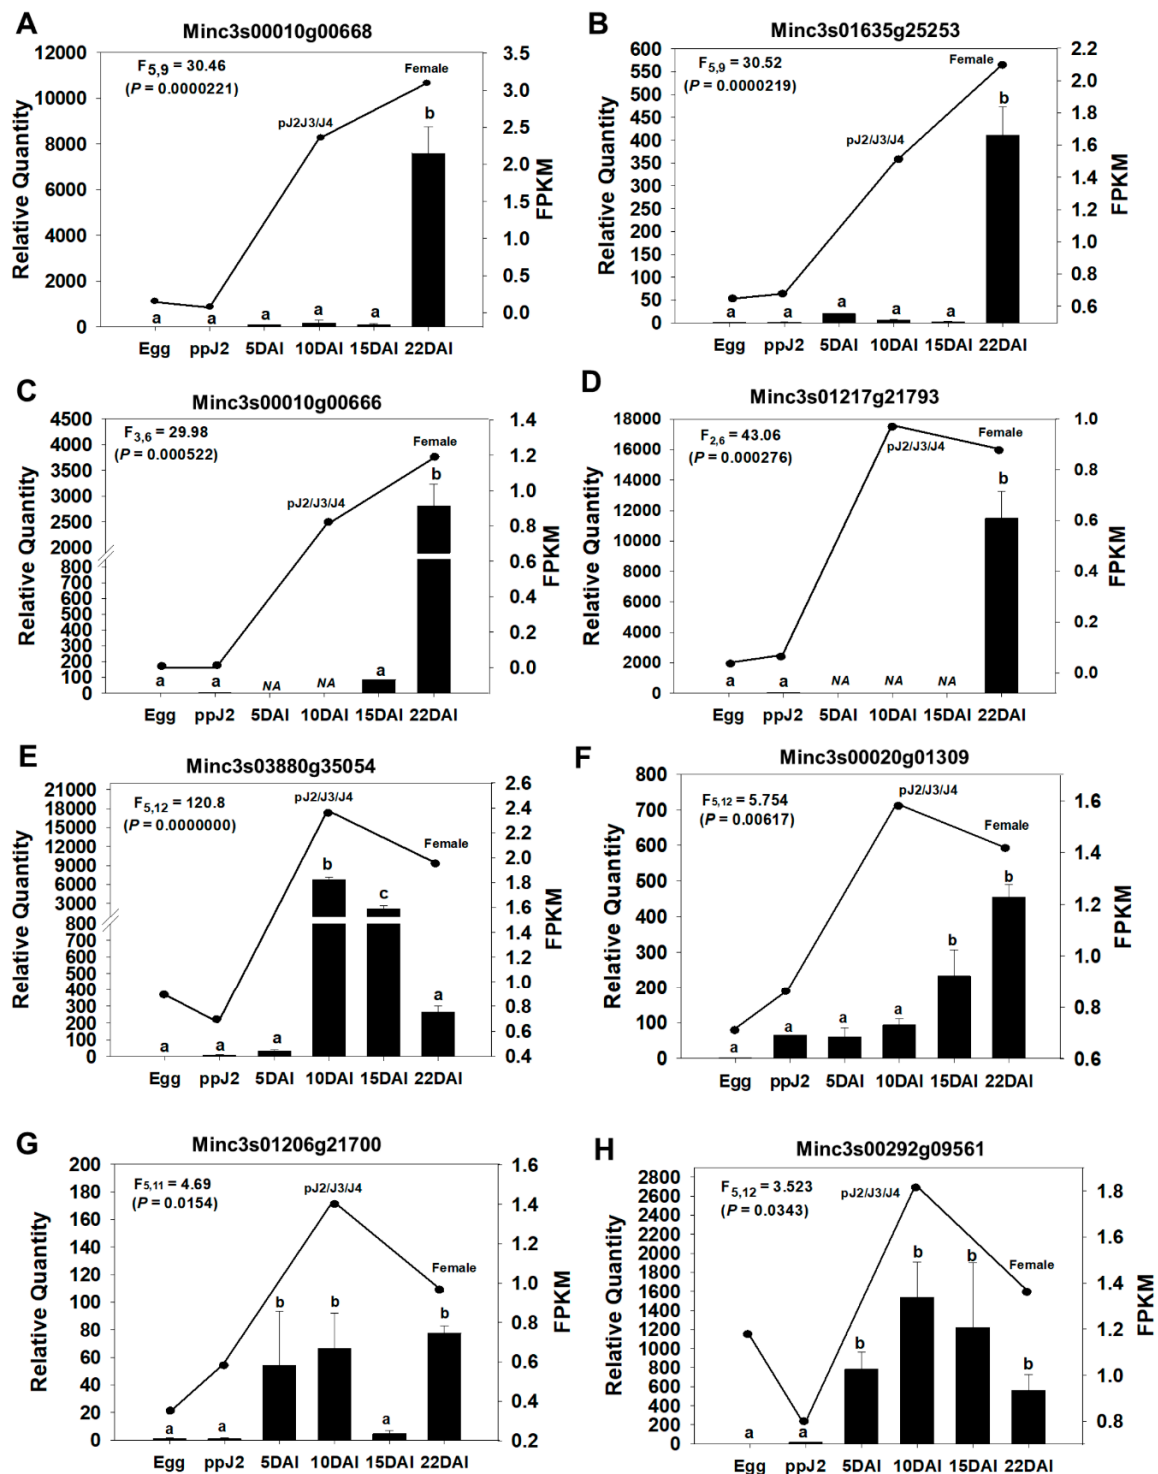 A
Minc3s00010g00668
F5,9 = 30.46
(P = 0.0000221)
Relative Quantity
12000
10000
8000
6000
4000
2000
0
FPKM
3.5
3.0
2.5
2.0
1.5
1.0
0.5
0.0
pJ2/J3/J4
Female
a a a a a b
Egg ppJ2 5DAI 10DAI 15DAI 22DAI
B
Minc3s01635g25253
F5,9 = 30.52
(P = 0.0000219)
Relative Quantity
600
550
500
450
400
350
300
250
200
150
100
50
0
FPKM
2.2
2.0
1.8
1.6
1.4
1.2
1.0
0.8
0.6
pJ2/J3/J4
Female
a a a a a b
Egg ppJ2 5DAI 10DAI 15DAI 22DAI
C
Minc3s00010g00666
F3,6 = 29.98
(P = 0.000522)
Relative Quantity
4500
4000
3500
3000
2500
2000
800
700
600
500
400
300
200
100
0
FPKM
1.4
1.2
1.0
0.8
0.6
0.4
0.2
0.0
pJ2/J3/J4
Female
a a NA NA a b
Egg ppJ2 5DAI 10DAI 15DAI 22DAI
D
Minc3s01217g21793
F2,6 = 43.06
(P = 0.000276)
Relative Quantity
18000
16000
14000
12000
10000
8000
6000
4000
2000
0
FPKM
1.0
0.8
0.6
0.4
0.2
0.0
pJ2/J3/J4
Female
a a NA NA NA b
Egg ppJ2 5DAI 10DAI 15DAI 22DAI
E
Minc3s03880g35054
F5,12 = 120.8
(P = 0.0000000)
Relative Quantity
21000
18000
15000
12000
9000
6000
3000
800
700
600
500
400
300
200
100
0
FPKM
2.6
2.4
2.2
2.0
1.8
1.6
1.4
1.2
1.0
0.8
0.6
0.4
pJ2/J3/J4
Female
a a a b c a
Egg ppJ2 5DAI 10DAI 15DAI 22DAI
F
Minc3s00020g01309
F5,12 = 5.754
(P = 0.00617)
Relative Quantity
800
700
600
500
400
300
200
100
0
FPKM
1.6
1.4
1.2
1.0
0.8
0.6
pJ2/J3/J4
Female
a a a a b b
Egg ppJ2 5DAI 10DAI 15DAI 22DAI
G
Minc3s01206g21700
F5,11 = 4.69
(P = 0.0154)
Relative Quantity
200
180
160
140
120
100
80
60
40
20
0
FPKM
1.6
1.4
1.2
1.0
0.8
0.6
0.4
0.2
pJ2/J3/J4
Female
a a b b a b
Egg ppJ2 5DAI 10DAI 15DAI 22DAI
H
Minc3s00292g09561
F5,12 = 3.523
(P = 0.0343)
Relative Quantity
2800
2600
2400
2200
2000
1800
1600
1400
1200
1000
800
600
400
200
0
FPKM
1.8
1.6
1.4
1.2
1.0
0.8
pJ2/J3/J4
Female
a a b b b b
Egg ppJ2 5DAI 10DAI 15DAI 22DAI